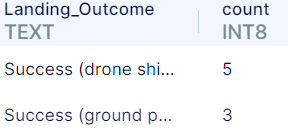 Landing_Outcome count
TEXT INT8
Success (drone shi... 5
Success (ground p... 3